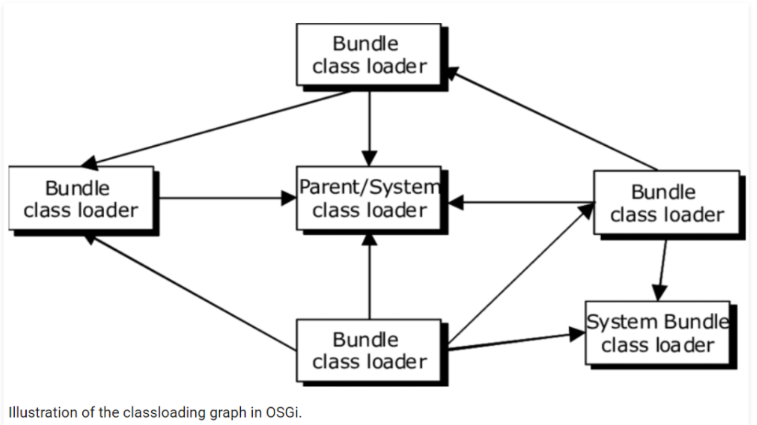 Bundle
class loader
Bundle
class loader
Parent/System
class loader
Bundle
class loader
System Bundle
class loader
Bundle
class loader
Illustration of the classloading graph in OSGi.